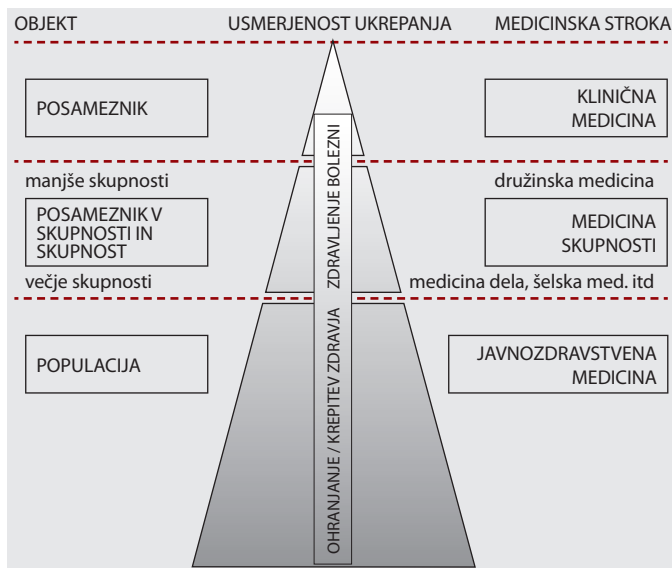 OBJEKT
USMERJENOST UKREPANJA
MEDICINSKA STROKA
POSAMEZNIK
KLINIČNA
MEDICINA
manjše skupnosti
družinska medicina
POSAMEZNIK V
SKUPNOSTI IN
SKUPNOST
MEDICINA
SKUPNOSTI
večje skupnosti
medicina dela, šelska med. itd
POPULACIJA
JAVNOZDRAVSTVENA
MEDICINA
OHRANJANJE / KREPITEV ZDRAVJA
ZDRAVLJENJE BOLEZNI